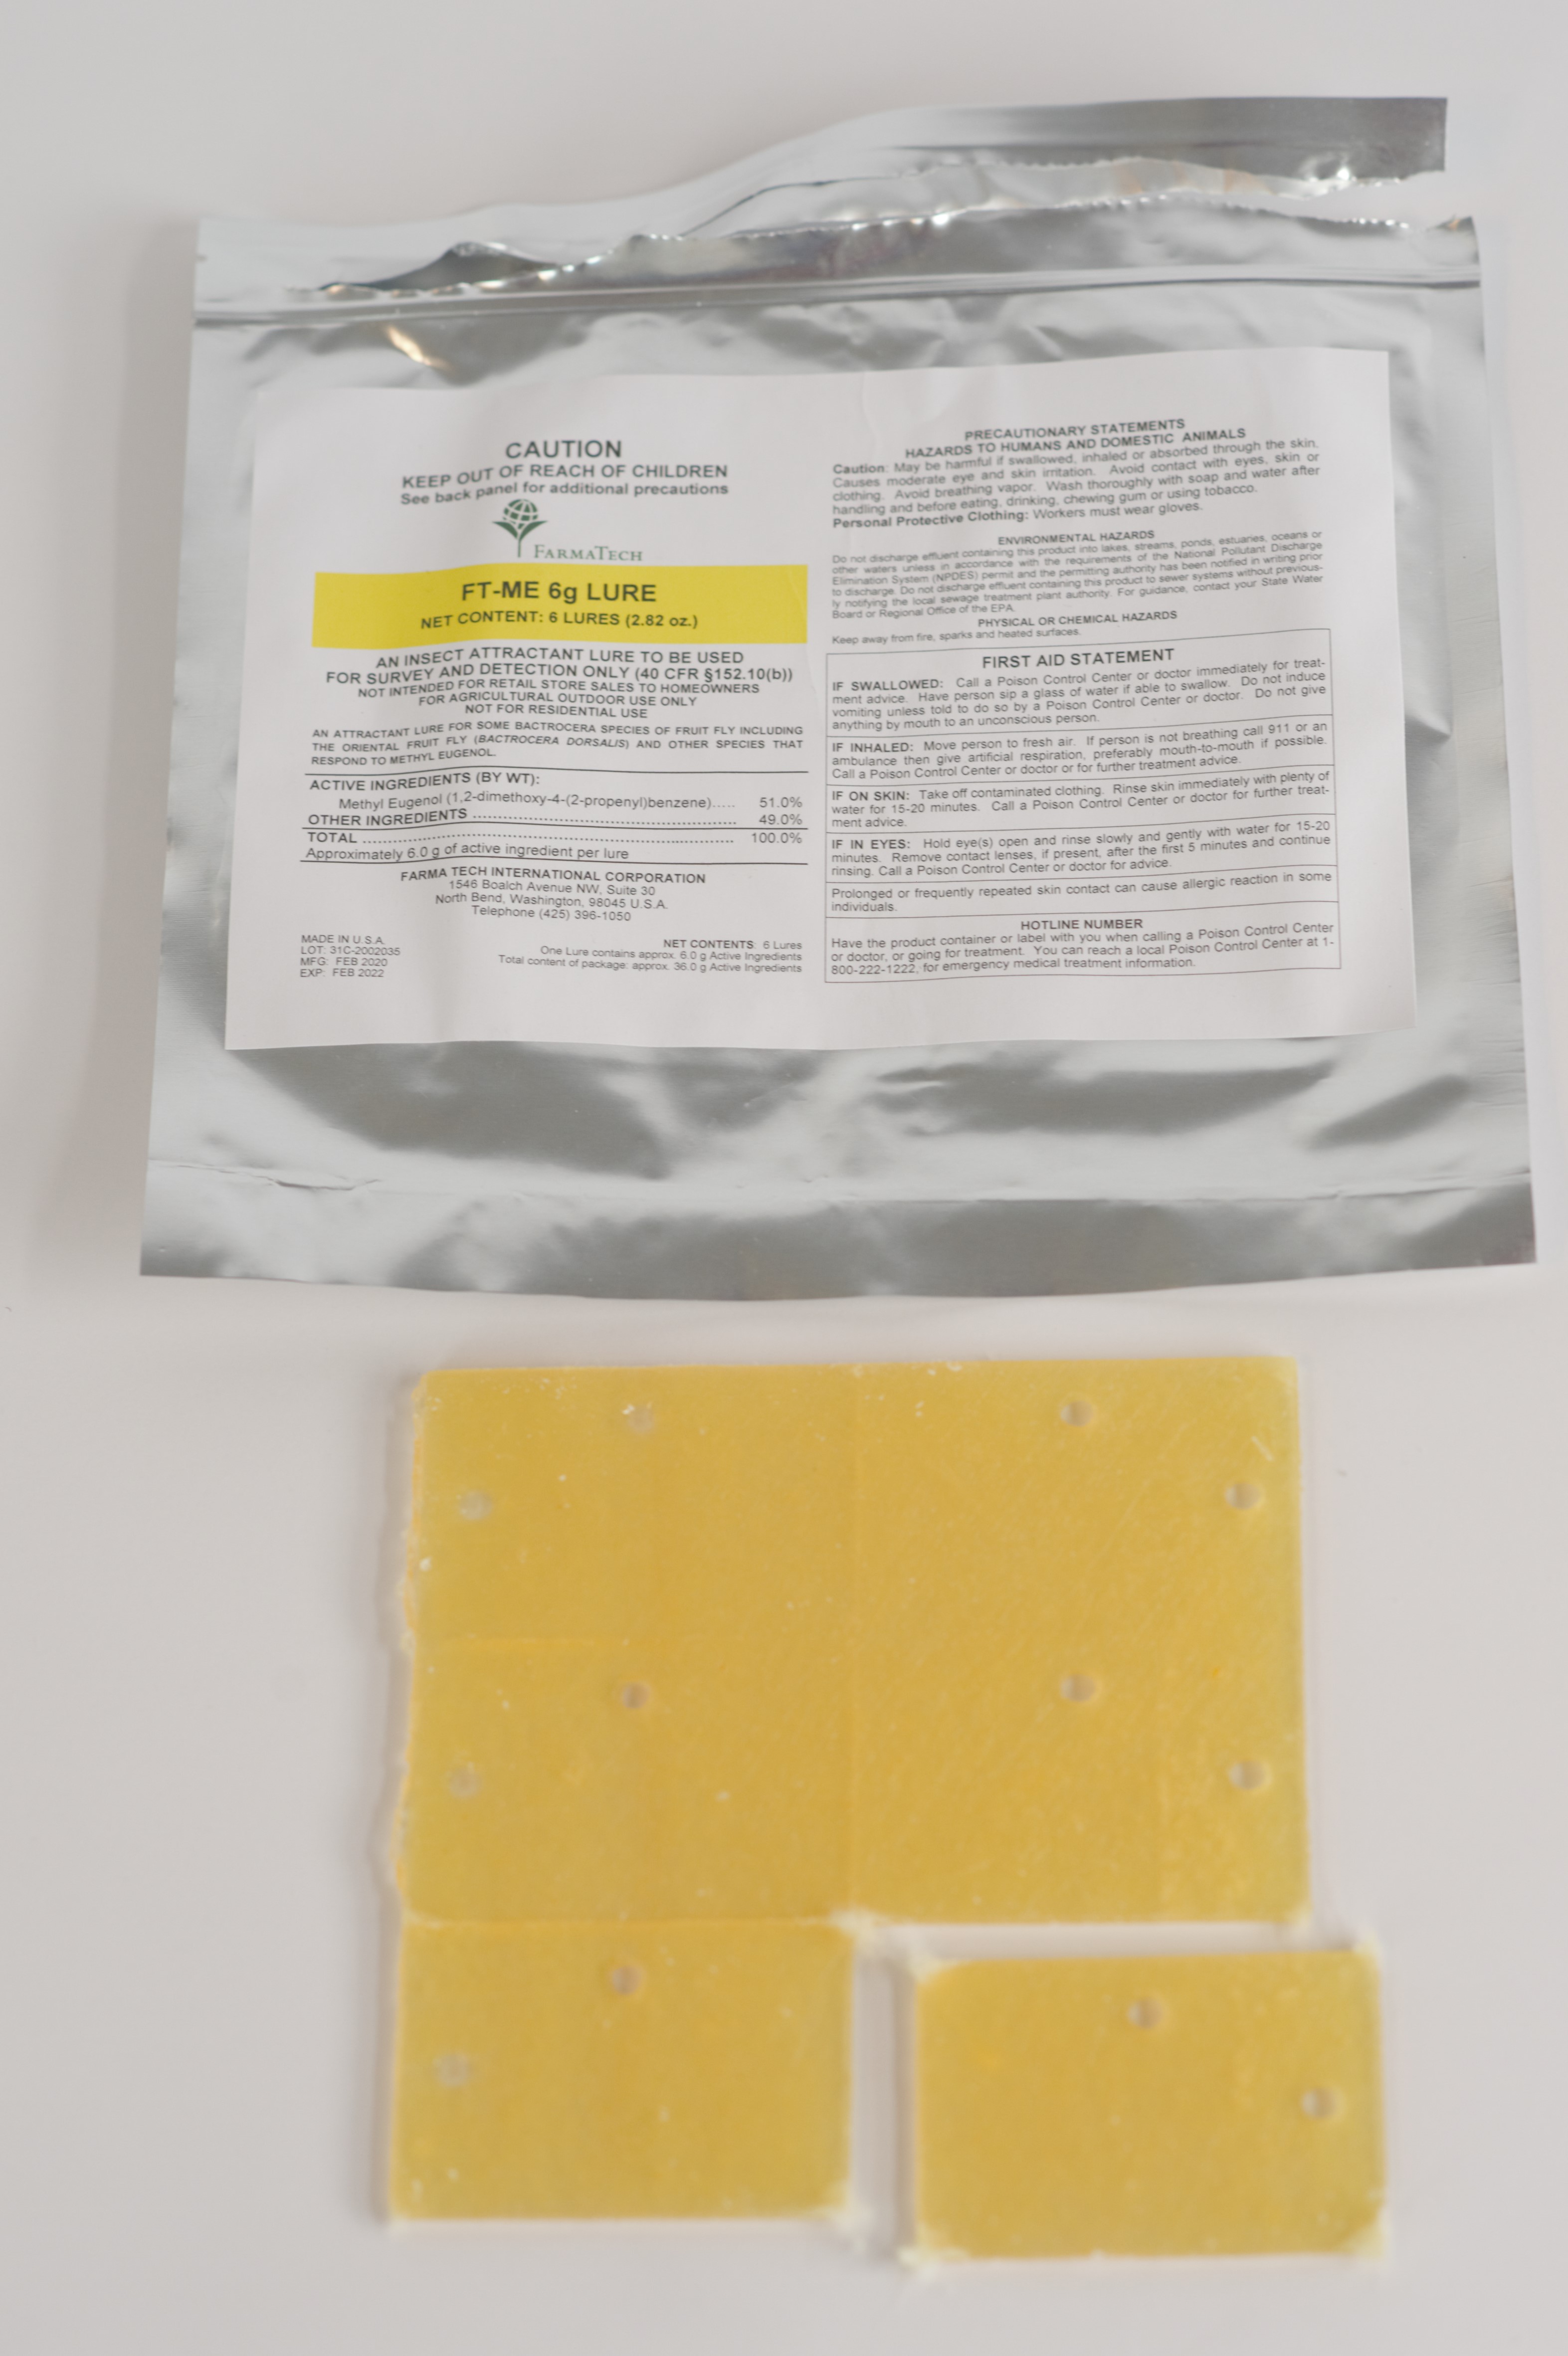 CAUTION
KEEP OUT OF REACH OF CHILDREN
See back panel for additional precautions
FARMATECH
FT-ME 6g LURE
NET CONTENT: 6 LURES (2.82 oz.)
AN INSECT ATTRACTANT LURE TO BE USED
FOR SURVEY AND DETECTION ONLY (40 CFR §152.10(b))
NOT INTENDED FOR RETAIL STORE SALES TO HOMEOWNERS
FOR AGRICULTURAL OUTDOOR USE ONLY
NOT FOR RESIDENTIAL USE
AN ATTRACTANT LURE FOR SOME BACTROCERA SPECIES OF FRUIT FLY INCLUDING
THE ORIENTAL FRUIT FLY (BACTROCERA DORSALIS) AND OTHER SPECIES THAT
RESPOND TO METHYL EUGENOL.
ACTIVE INGREDIENTS (BY WT):
Methyl Eugenol (1,2-dimethoxy-4-(2-propenyl)benzene)..... 51.0%
OTHER INGREDIENTS ................................................ 49.0%
TOTAL ................................................................... 100.0%
Approximately 6.0 g of active ingredient per lure
FARMA TECH INTERNATIONAL CORPORATION
1546 Boalch Avenue NW, Suite 30
North Bend, Washington, 98045 U.S.A.
Telephone (425) 396-1050
MADE IN U.S.A.
LOT: 31C-2002035
MFG: FEB 2020
EXP: FEB 2022
NET CONTENTS: 6 Lures
One Lure contains approx. 6.0 g Active Ingredients
Total content of package: approx. 36.0 g Active Ingredients
PRECAUTIONARY STATEMENTS
HAZARDS TO HUMANS AND DOMESTIC ANIMALS
Caution: May be harmful if swallowed, inhaled or absorbed through the skin.
Causes moderate eye and skin irritation. Avoid contact with eyes, skin or
clothing. Avoid breathing vapor. Wash thoroughly with soap and water after
handling and before eating, drinking, chewing gum or using tobacco.
Personal Protective Clothing: Workers must wear gloves.
ENVIRONMENTAL HAZARDS
Do not discharge effluent containing this product into lakes, streams, ponds, estuaries, oceans or
other waters unless in accordance with the requirements of the National Pollutant Discharge
Elimination System (NPDES) permit and the permitting authority has been notified in writing prior
to discharge. Do not discharge effluent containing this product to sewer systems without previous-
ly notifying the local sewage treatment plant authority. For guidance, contact your State Water
Board or Regional Office of the EPA.
PHYSICAL OR CHEMICAL HAZARDS
Keep away from fire, sparks and heated surfaces.
FIRST AID STATEMENT
IF SWALLOWED: Call a Poison Control Center or doctor immediately for treat-
ment advice. Have person sip a glass of water if able to swallow. Do not induce
vomiting unless told to do so by a Poison Control Center or doctor. Do not give
anything by mouth to an unconscious person.
IF INHALED: Move person to fresh air. If person is not breathing call 911 or an
ambulance then give artificial respiration, preferably mouth-to-mouth if possible.
Call a Poison Control Center or doctor or for further treatment advice.
IF ON SKIN: Take off contaminated clothing. Rinse skin immediately with plenty of
water for 15-20 minutes. Call a Poison Control Center or doctor for further treat-
ment advice.
IF IN EYES: Hold eye(s) open and rinse slowly and gently with water for 15-20
minutes. Remove contact lenses, if present, after the first 5 minutes and continue
rinsing. Call a Poison Control Center or doctor for advice.
Prolonged or frequently repeated skin contact can cause allergic reaction in some
individuals.
HOTLINE NUMBER
Have the product container or label with you when calling a Poison Control Center
or doctor, or going for treatment. You can reach a local Poison Control Center at 1-
800-222-1222, for emergency medical treatment information.